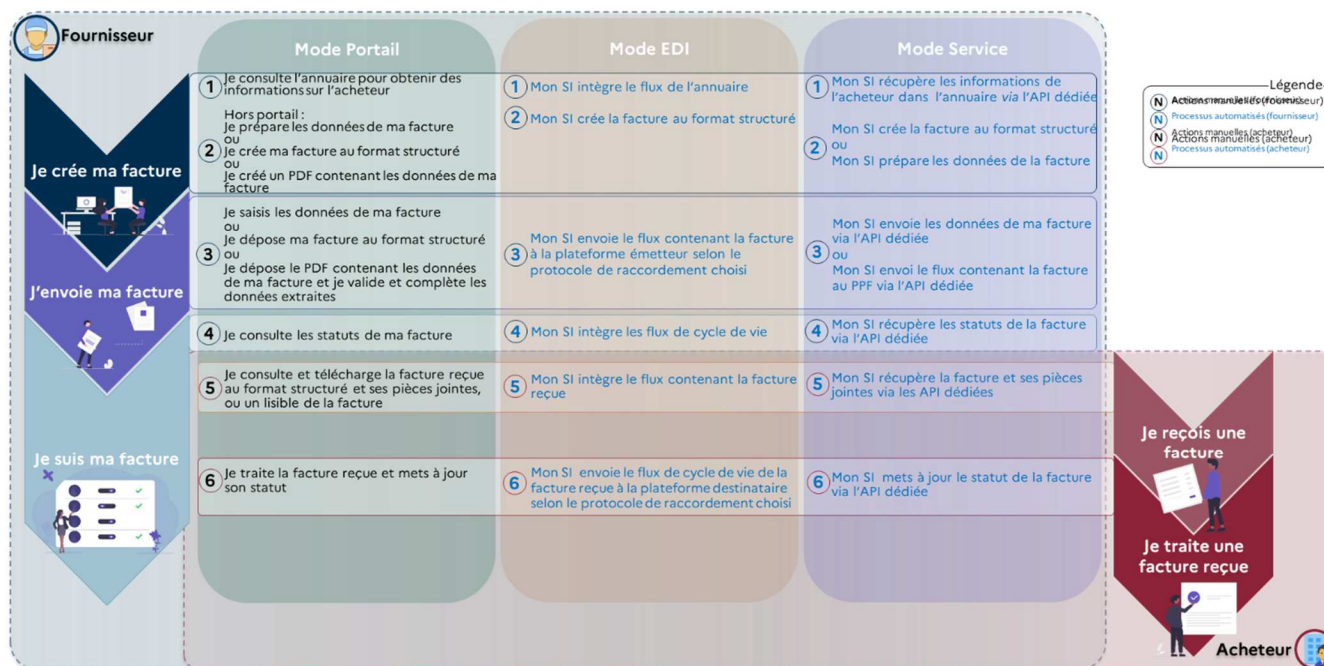 Fournisseur
Mode Portail
Mode EDI
Mode Service
Je crée ma facture
1
Je consulte l'annuaire pour obtenir des
informations sur l'acheteur
2
Hors portail :
Je prépare les données de ma facture
ou
Je crée ma facture au format structuré
ou
Je créé un PDF contenant les données de ma
facture
1
Mon SI intègre le flux de l'annuaire
2
Mon SI crée la facture au format structuré
1
Mon SI récupère les informations de
l'acheteur dans l'annuaire via l'API dédiée
2
Mon SI crée la facture au format structuré
ou
Mon SI prépare les données de la facture
J'envoie ma facture
3
Je saisis les données de ma facture
ou
Je dépose ma facture au format structuré
ou
Je dépose le PDF contenant les données
de ma facture et je valide et complète les
données extraites
3
Mon SI envoie le flux contenant la facture
à la plateforme émetteur selon le
protocole de raccordement choisi
3
Mon SI envoie les données de ma facture
via l'API dédiée
ou
Mon SI envoi le flux contenant la facture
au PPF via l'API dédiée
Je suis ma facture
4
Je consulte les statuts de ma facture
4
Mon SI intègre les flux de cycle de vie
4
Mon SI récupère les statuts de la facture
via l'API dédiée
5
Je consulte et télécharge la facture reçue
au format structuré et ses pièces jointes,
ou un lisible de la facture
5
Mon SI intègre le flux contenant la facture
reçue
5
Mon SI récupère la facture et ses pièces
jointes via les API dédiées
Je reçois une
facture
6
Je traite la facture reçue et mets à jour
son statut
6
Mon SI envoie le flux de cycle de vie de la
facture reçue à la plateforme destinataire
selon le protocole de raccordement choisi
6
Mon SI mets à jour le statut de la facture
via l'API dédiée
Je traite une
facture reçue
Acheteur
Légende
N
Actions manuelles (fournisseur)
Actions manuelles (fournisseur)
N
Processus automatisés (fournisseur)
N
Actions manuelles (acheteur)
Actions manuelles (acheteur)
N
Processus automatisés (acheteur)